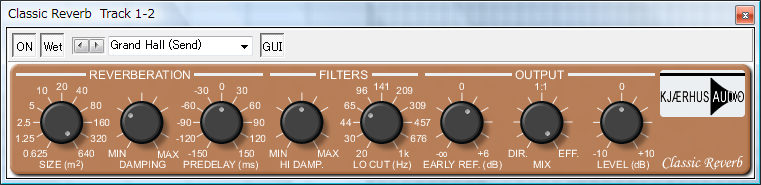 Classic Reverb Track 1-2
ON Wet Grand Hall (Send) GUI
REVERBERATION FILTERS OUTPUT
10 20 40 5 80 2.5 160 1.25 320 0.625 640
SIZE (m²)
MIN MAX
DAMPING
-30 0 30 -60 60 -90 90 -120 120 -150 150
PREDELAY (ms)
MIN MAX
HI DAMP.
96 141 209 65 309 44 457 30 676 20 1k
LO CUT (Hz)
0 -∞ +6
EARLY REF. (dB)
1:1 DIR. EFF.
MIX
0 -10 +10
LEVEL (dB)
KJÆRHUS AUDIO
Classic Reverb